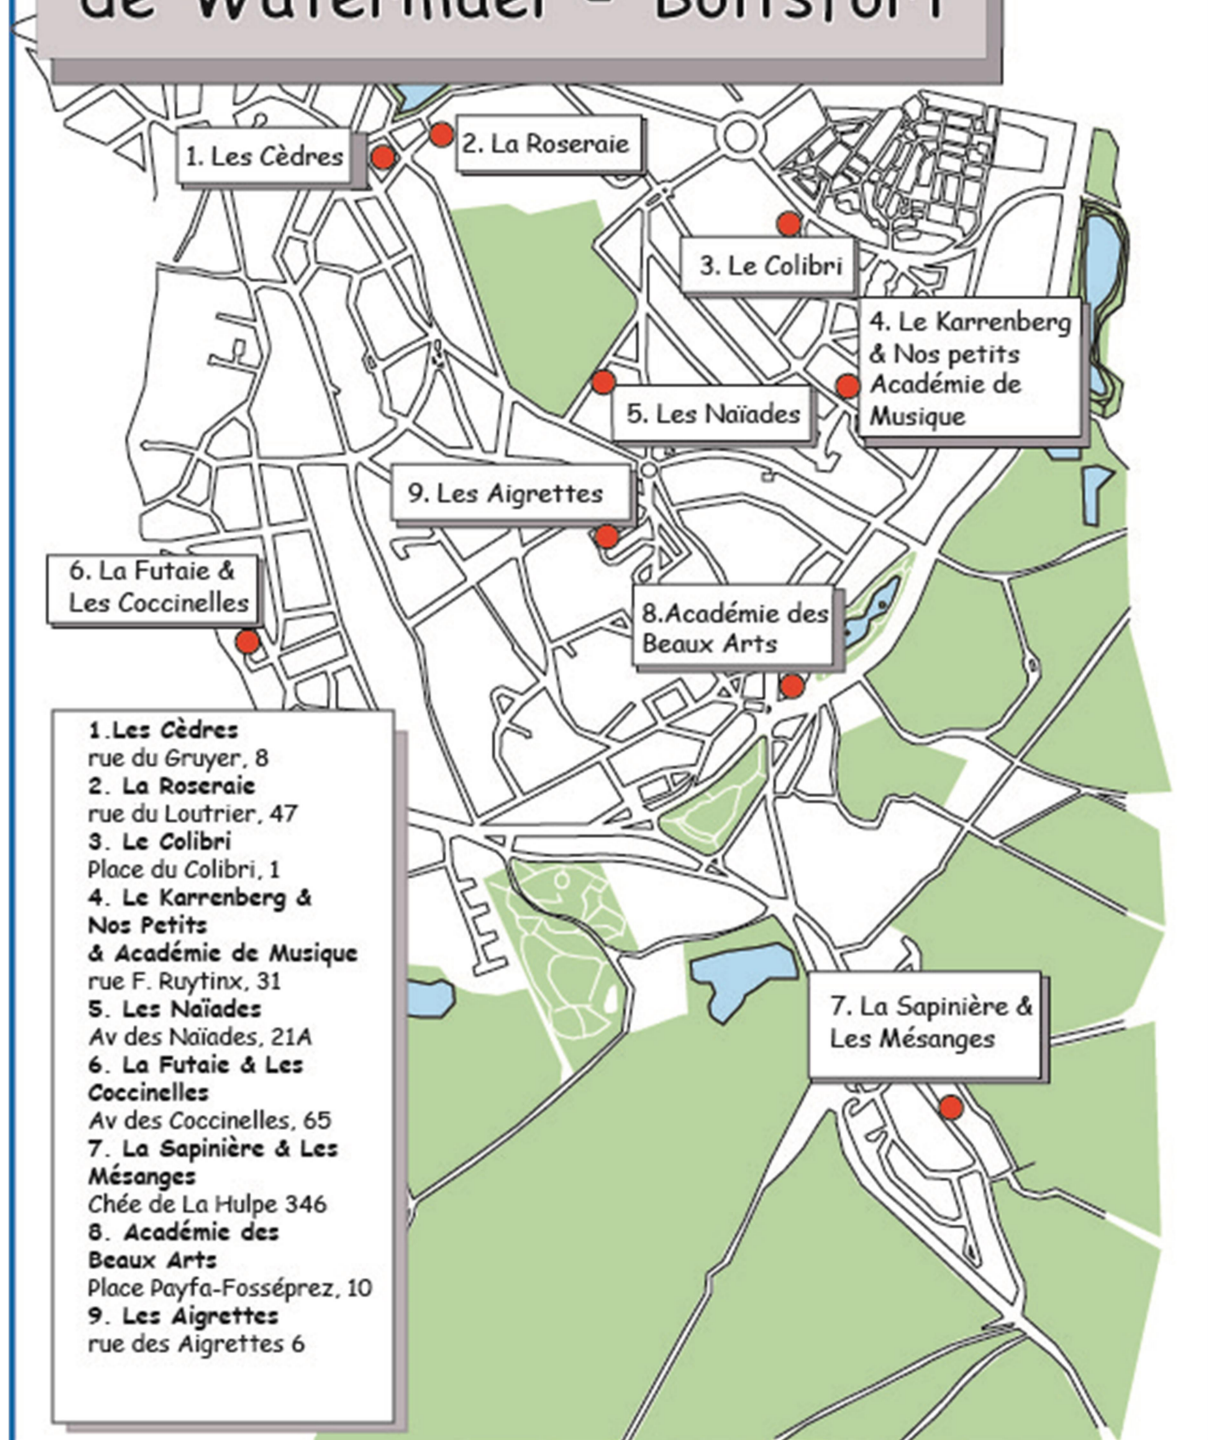 de Watermael - Boitsfort
1. Les Cèdres
2. La Roseraie
3. Le Colibri
4. Le Karrenberg
& Nos petits
Académie de
Musique
5. Les Naïades
9. Les Aigrettes
6. La Futaie &
Les Coccinelles
8.Académie des
Beaux Arts
7. La Sapinière &
Les Mésanges
1.Les Cèdres
rue du Gruyer, 8
2. La Roseraie
rue du Loutrier, 47
3. Le Colibri
Place du Colibri, 1
4. Le Karrenberg &
Nos Petits
& Académie de Musique
rue F. Ruytinx, 31
5. Les Naïades
Av des Naïades, 21A
6. La Futaie & Les
Coccinelles
Av des Coccinelles, 65
7. La Sapinière & Les
Mésanges
Chée de La Hulpe 346
8. Académie des
Beaux Arts
Place Payfa-Fosséprez, 10
9. Les Aigrettes
rue des Aigrettes 6